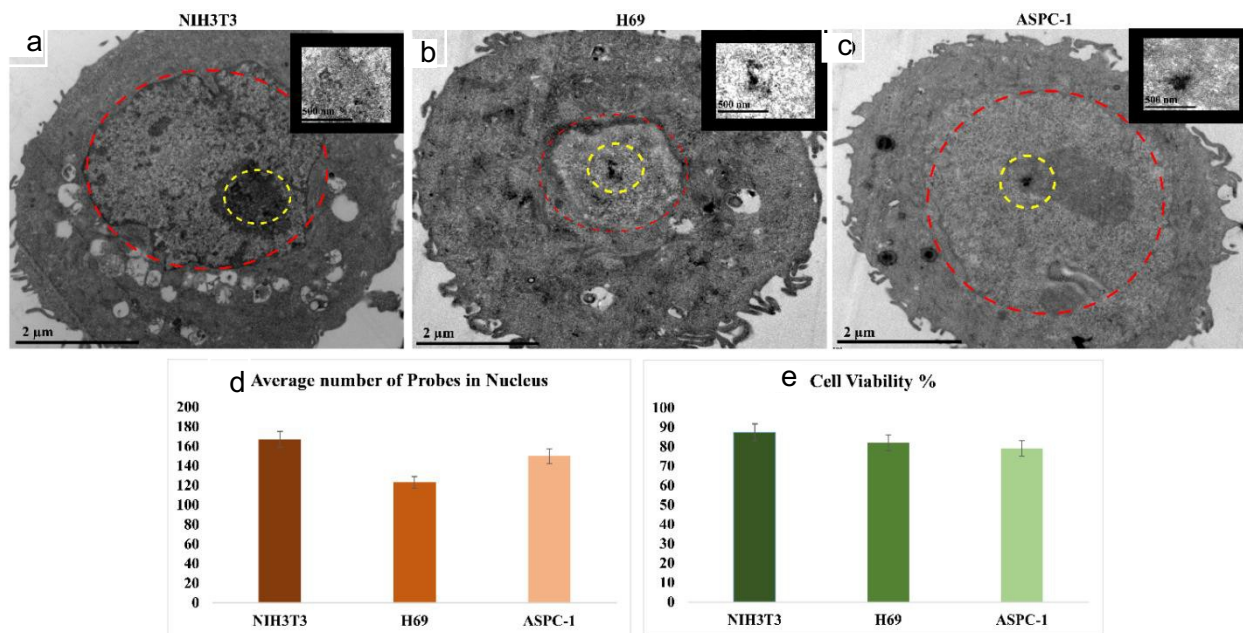 NIH3T3
H69
ASPC-1
a
b
c
500 nm
500 nm
500 nm
2 µm
2 µm
2 µm
d
Average number of Probes in Nucleus
200
180
160
140
120
100
80
60
40
20
0
NIH3T3
H69
ASPC-1
e
Cell Viability %
100
90
80
70
60
50
40
30
20
10
0
NIH3T3
H69
ASPC-1